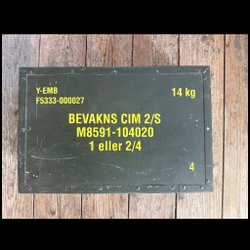 Y-EMB 14 kg
F5333-000027
BEVAKNS CIM 2/S
M8591-104020
1 eller 2/4
4